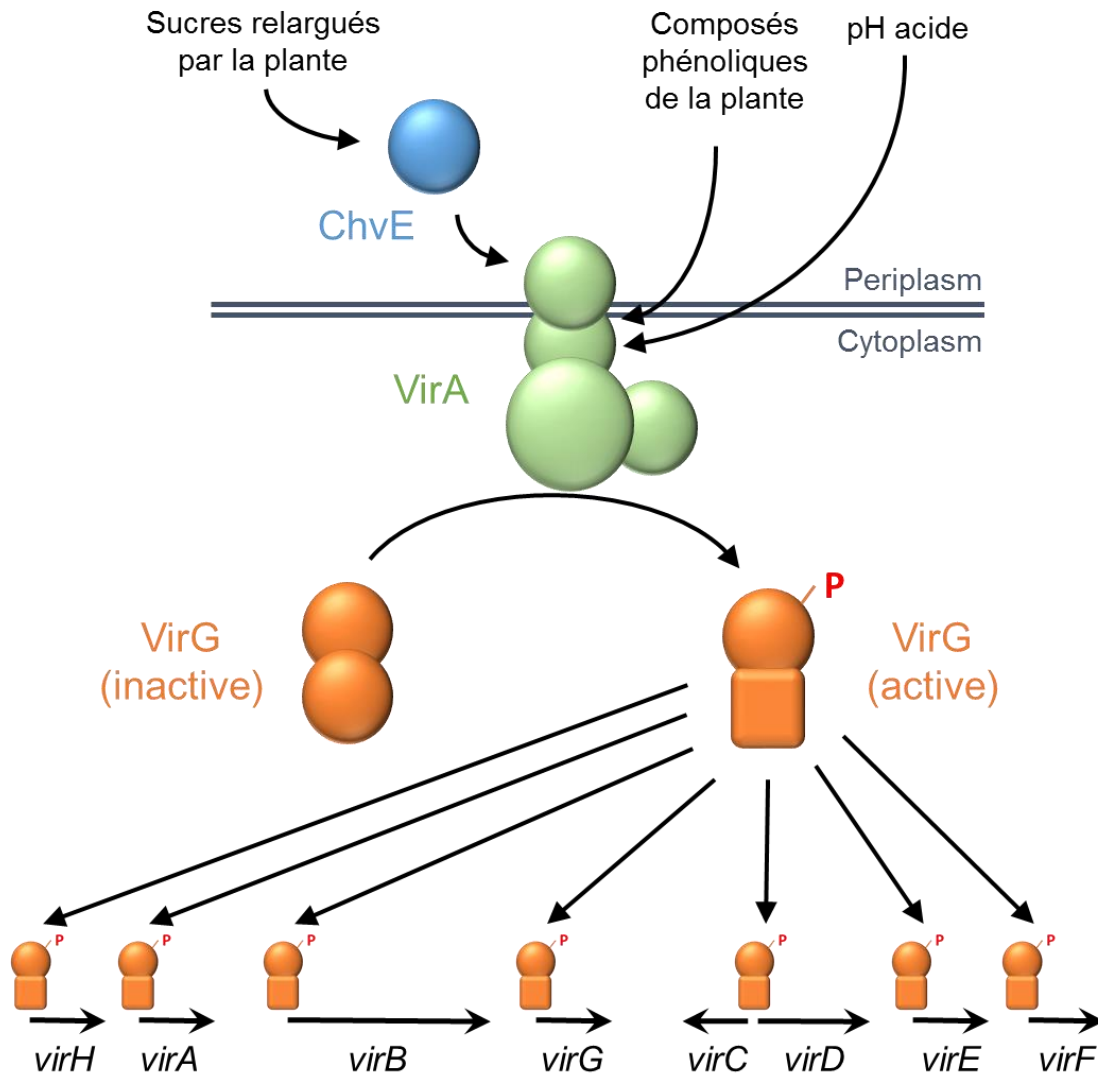 Sucres relargués
par la plante
Composés
phénoliques
de la plante
pH acide
ChvE
Periplasm
Cytoplasm
VirA
P
VirG
(inactive)
VirG
(active)
P
P
P
P
P
P
P
virH
virA
virB
virG
virC
virD
virE
virF